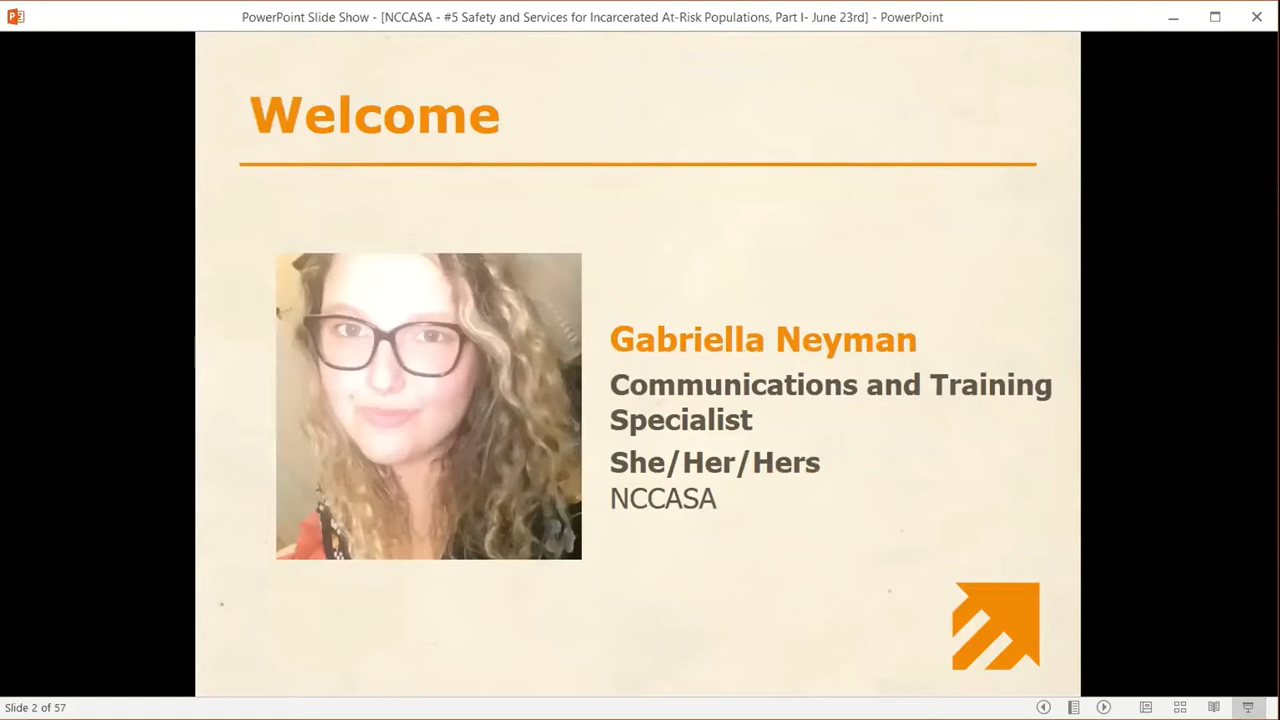 PowerPoint Slide Show - [NCCASA - #5 Safety and Services for Incarcerated At-Risk Populations, Part I- June 23rd] - PowerPoint
Welcome
Gabriella Neyman
Communications and Training
Specialist
She/Her/Hers
NCCASA
Slide 2 of 57